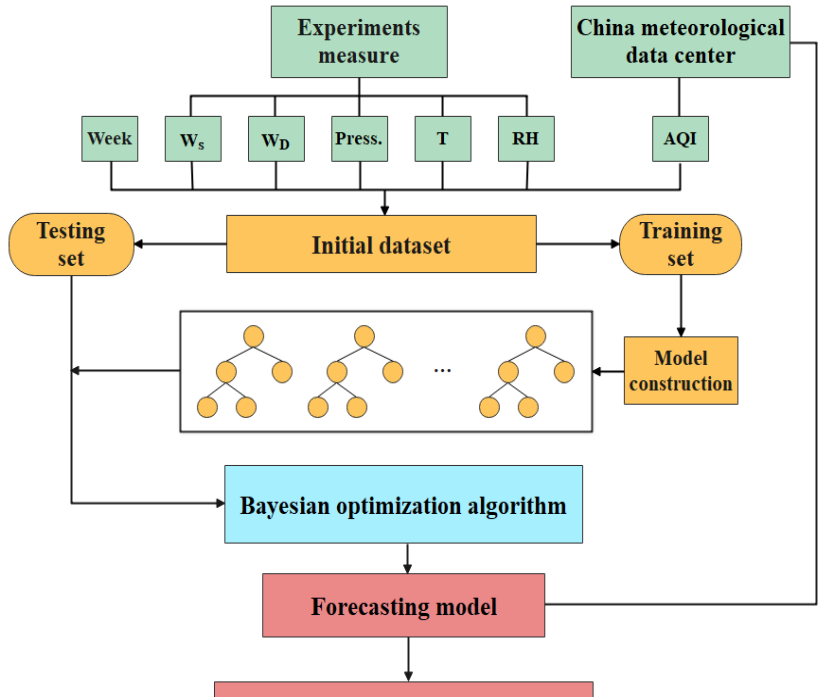 Experiments
measure
China meteorological
data center
Week
Ws
WD
Press.
T
RH
AQI
Testing
set
Initial dataset
Training
set
...
Model
construction
Bayesian optimization algorithm
Forecasting model